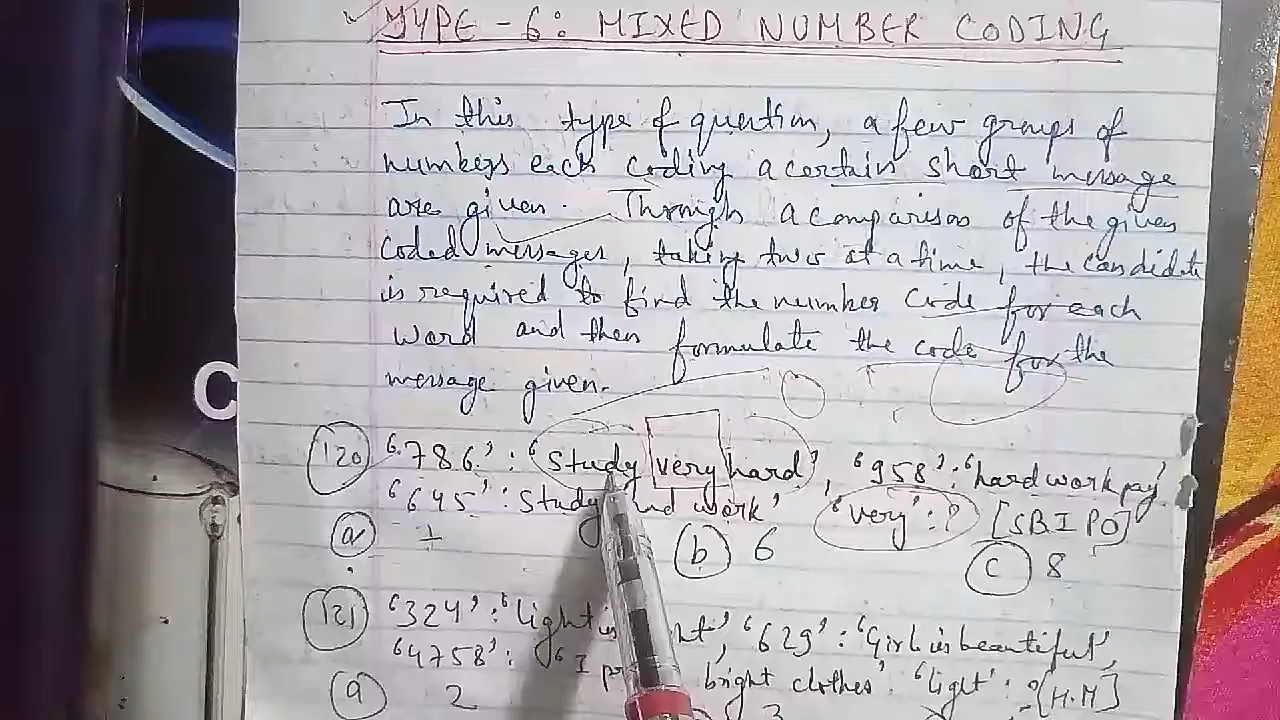 TYPE - 6: MIXED NUMBER CODING
In this type of question, a few groups of
numbers each coding a certain short message
are given. Through a comparison of the given
coded messages, taking two at a time, the candidate
is required to find the number code for each
word and then formulate the code for the
message given.
C
(120) '786' : 'Study very hard', '958' : 'hard work pay'
'645' : 'Study and work' 'very' : ? [SBI PO]
(a) (b) 6 (c) 8
(121) '324' : 'light is', '629' : 'Girl is beautiful',
'4758' : 'I bright clothes' 'light' : ? [H.M]
(a) 2 3